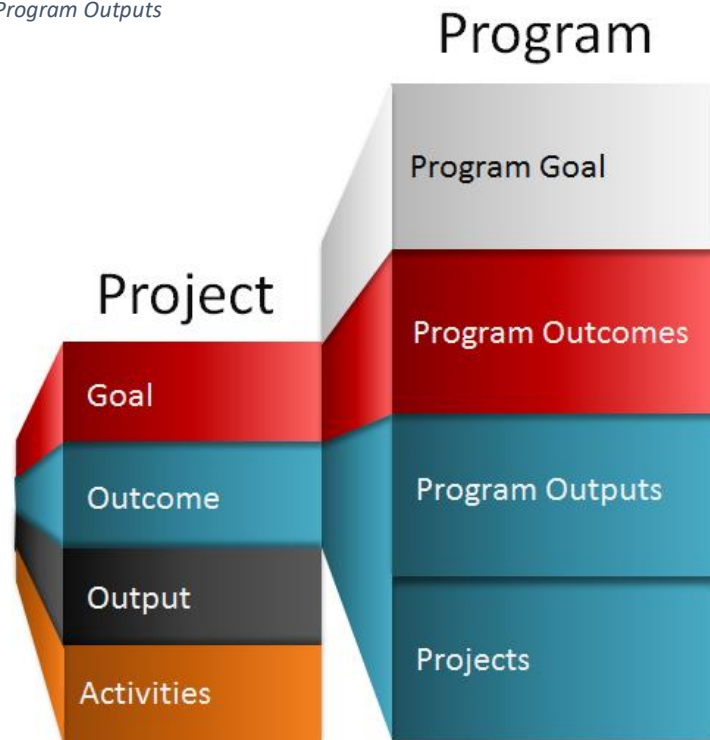 Program Outputs
Program
Program Goal
Program Outcomes
Program Outputs
Projects
Project
Goal
Outcome
Output
Activities